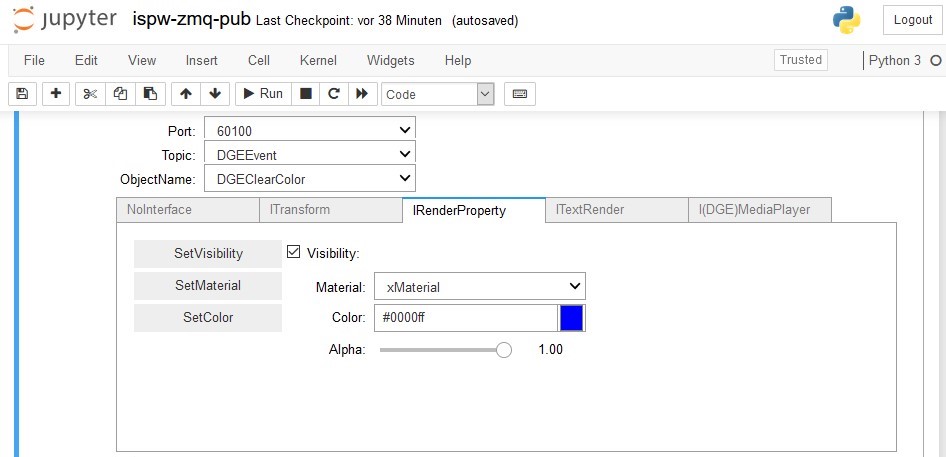 jupyter ispw-zmq-pub Last Checkpoint: vor 38 Minuten (autosaved) Logout
File Edit View Insert Cell Kernel Widgets Help Trusted Python 3
Run Code
Port: 60100
Topic: DGEEvent
ObjectName: DGEClearColor
NoInterface ITransform IRenderProperty ITextRender I(DGE)MediaPlayer
SetVisibility Visibility:
SetMaterial Material: xMaterial
SetColor Color: #0000ff
Alpha: 1.00